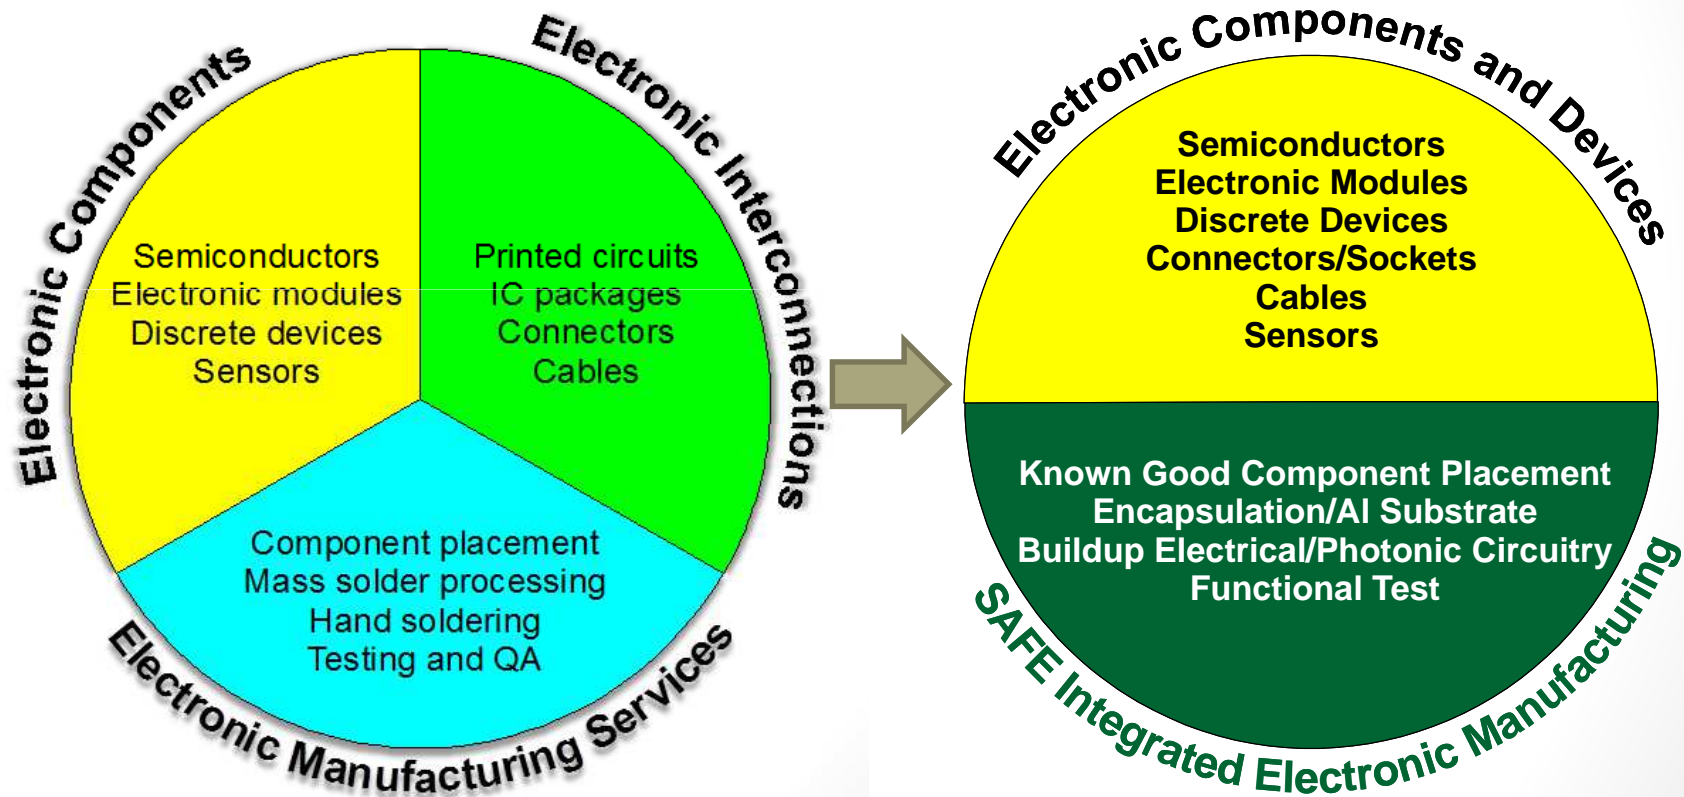 Electronic Components
Semiconductors
Electronic modules
Discrete devices
Sensors
Electronic Interconnections
Printed circuits
IC packages
Connectors
Cables
Component placement
Mass solder processing
Hand soldering
Testing and QA
Electronic Manufacturing Services
Electronic Components and Devices
Semiconductors
Electronic Modules
Discrete Devices
Connectors/Sockets
Cables
Sensors
Known Good Component Placement
Encapsulation/Al Substrate
Buildup Electrical/Photonic Circuitry
Functional Test
SAFE Integrated Electronic Manufacturing